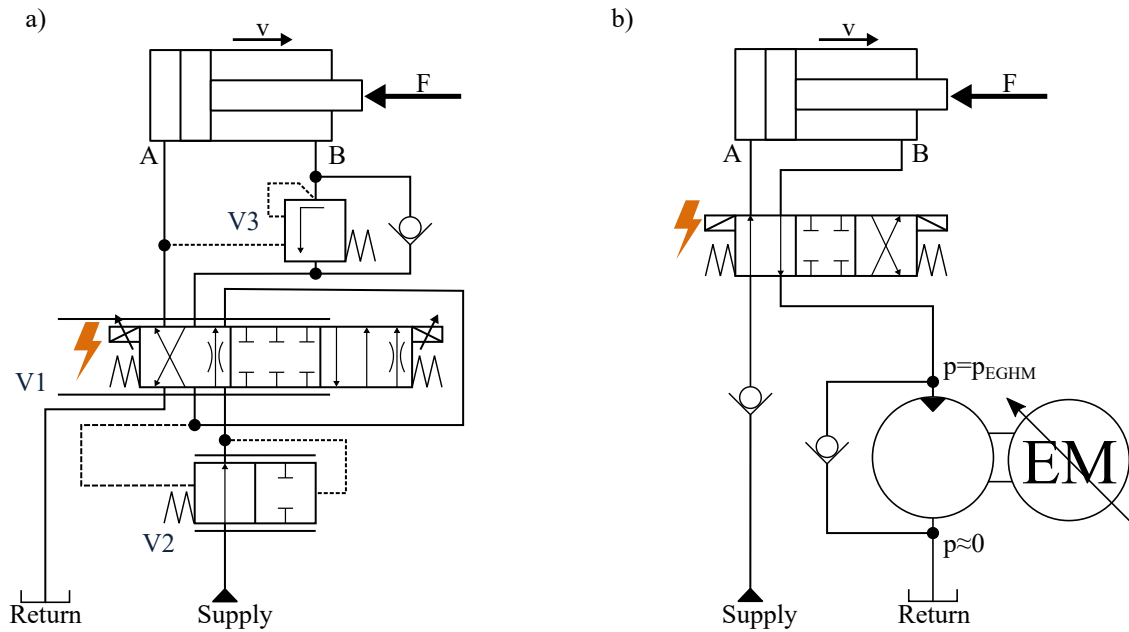 a)
v
F
A
B
V3
V1
V2
Return
Supply
b)
v
F
A
B
p=pEGHM
EM
p≈0
Supply
Return